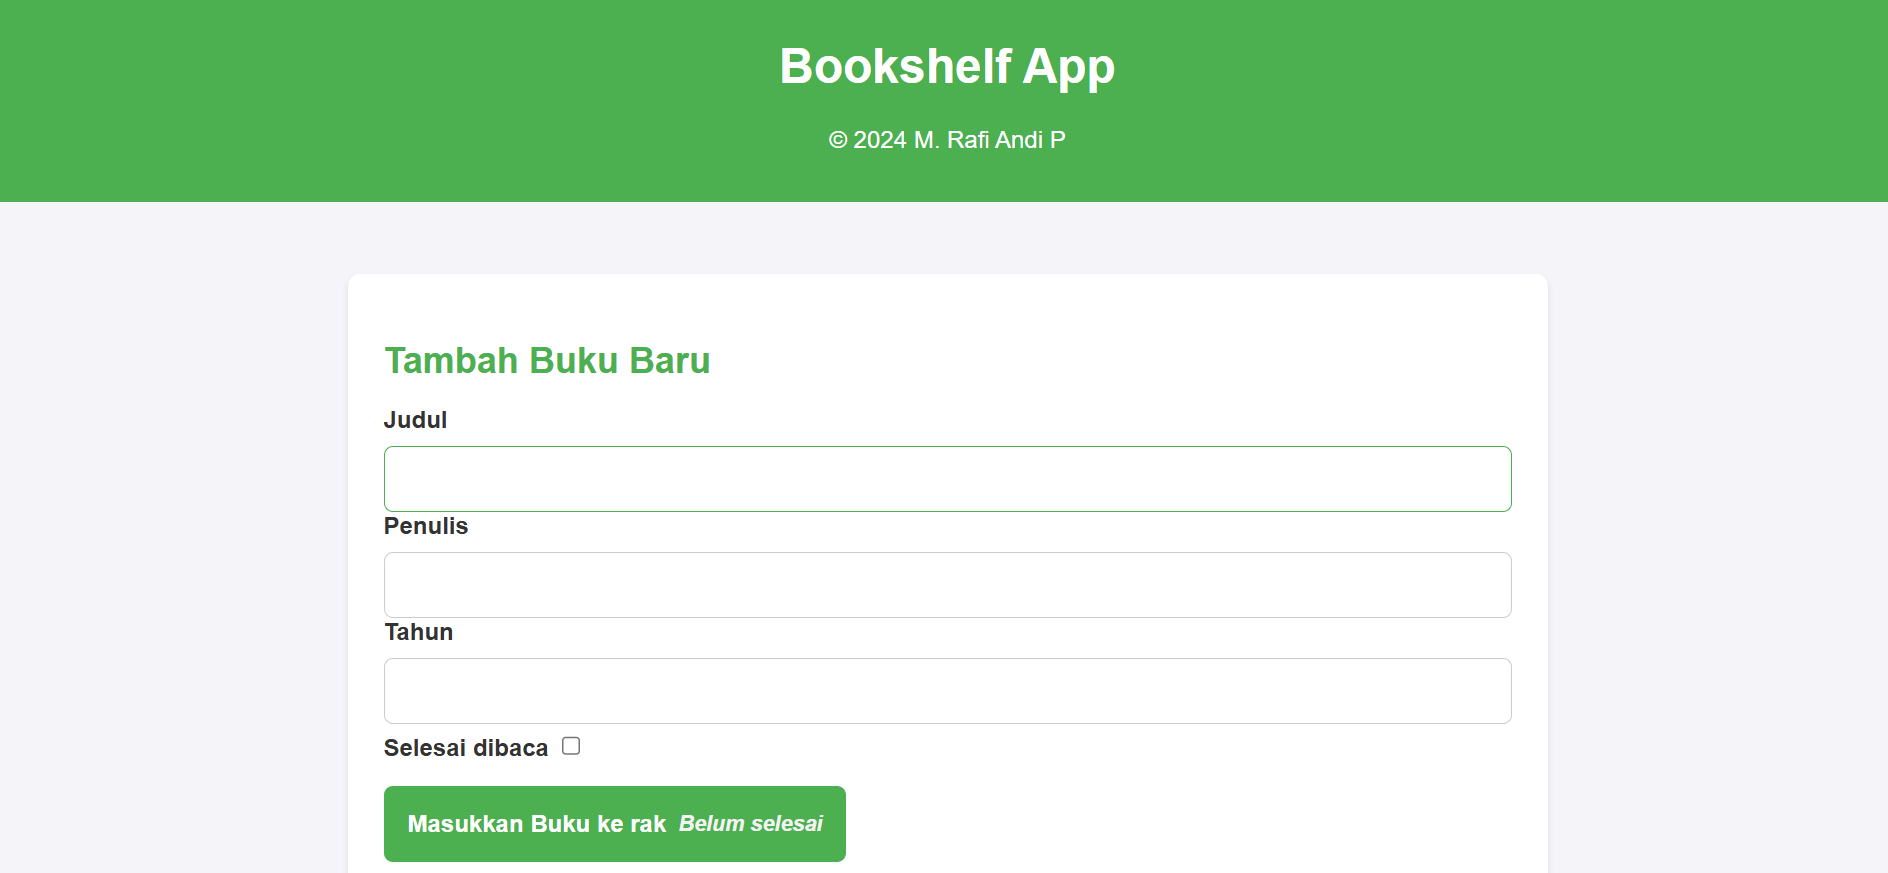 Bookshelf App
© 2024 M. Rafi Andi P
Tambah Buku Baru
Judul
Penulis
Tahun
Selesai dibaca
Masukkan Buku ke rak Belum selesai